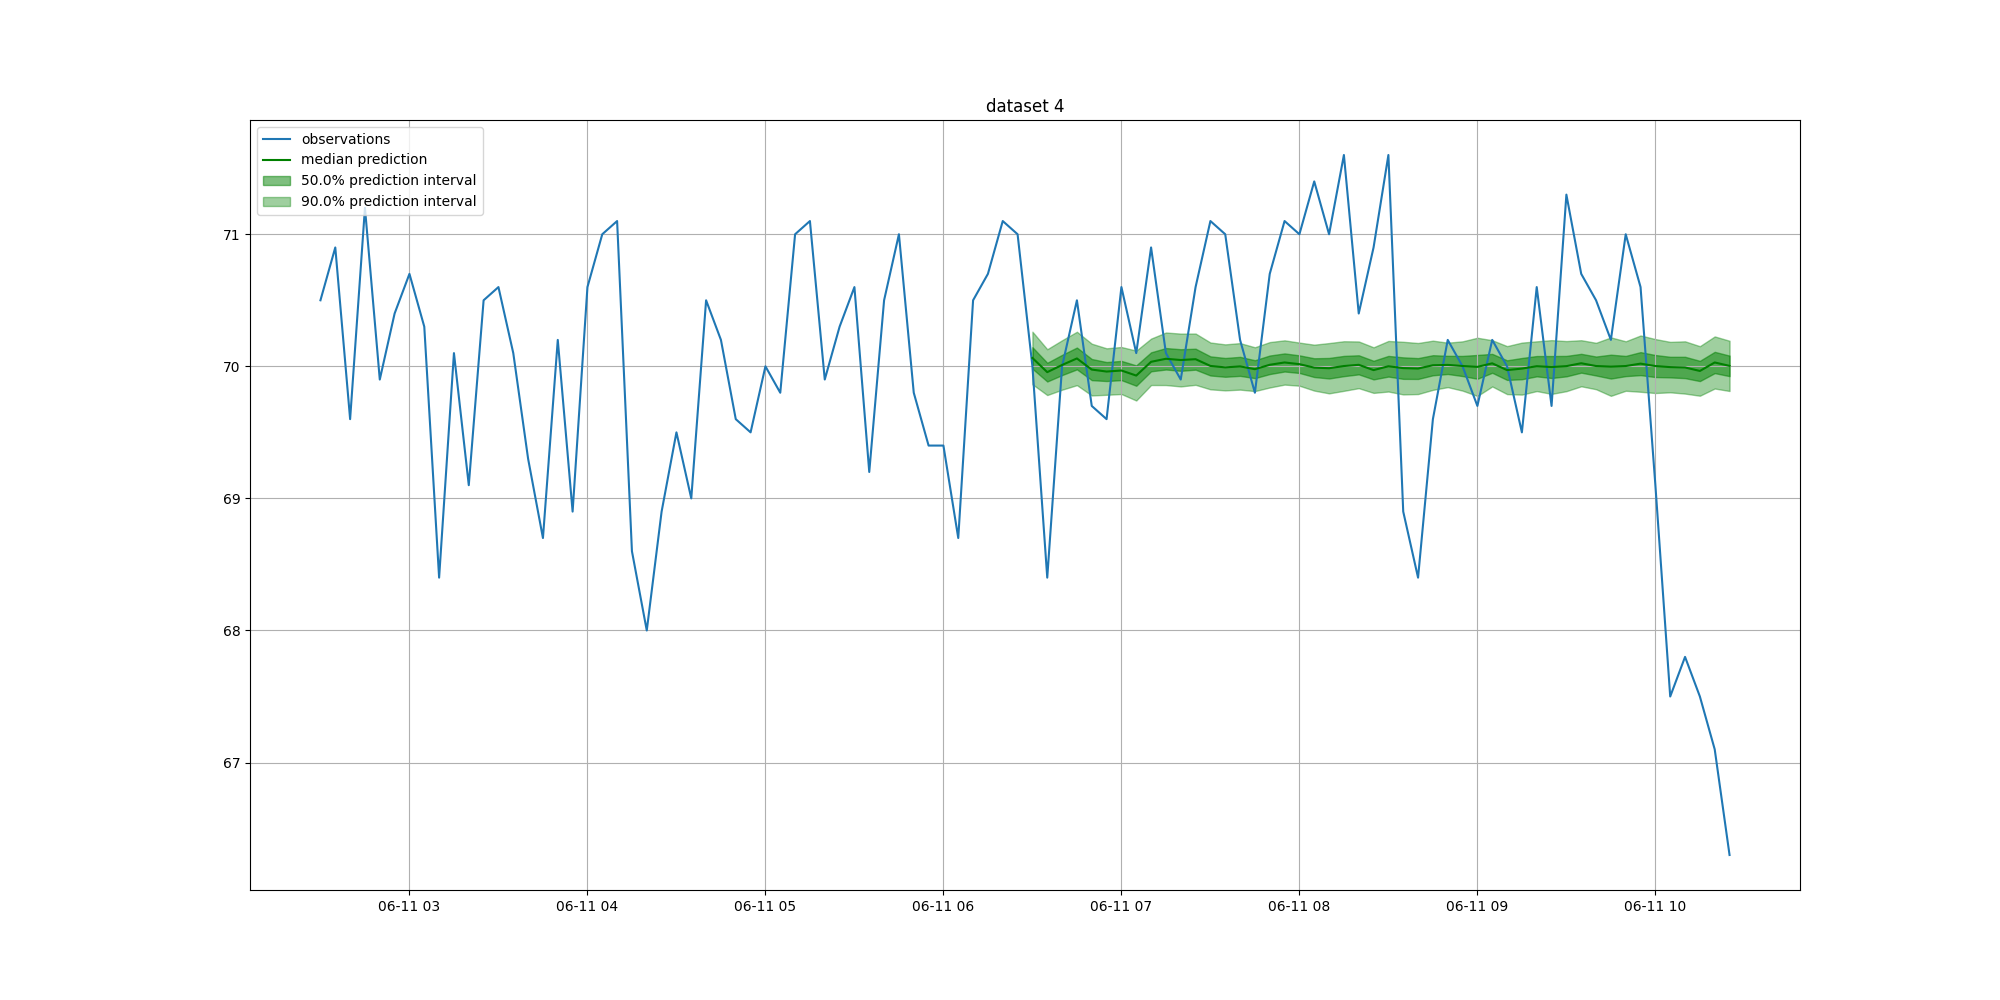 dataset 4
observations
median prediction
50.0% prediction interval
90.0% prediction interval
71
70
69
68
67
06-11 03
06-11 04
06-11 05
06-11 06
06-11 07
06-11 08
06-11 09
06-11 10